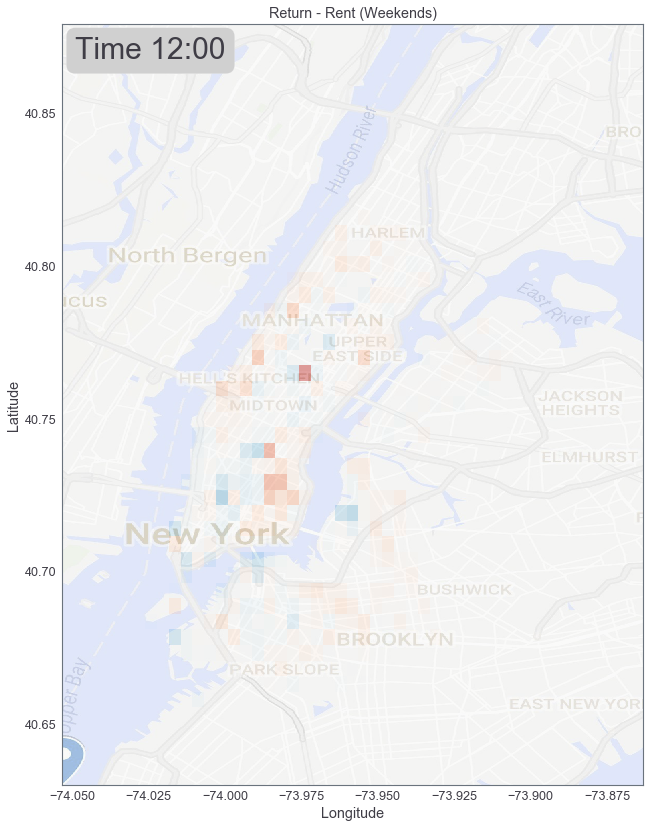 Return - Rent (Weekends)
Time 12:00
40.85
40.80
40.75
40.70
40.65
Latitude
Hudson River
HARLEM
North Bergen
MANHATTAN
UPPER
EAST SIDE
HELL'S KITCHEN
MIDTOWN
East River
JACKSON
HEIGHTS
ELMHURST
New York
BUSHWICK
BROOKLYN
PARK SLOPE
EAST NEW YOR
BRO
CUS
pper Bay
−74.050
−74.025
−74.000
−73.975
−73.950
−73.925
−73.900
−73.875
Longitude